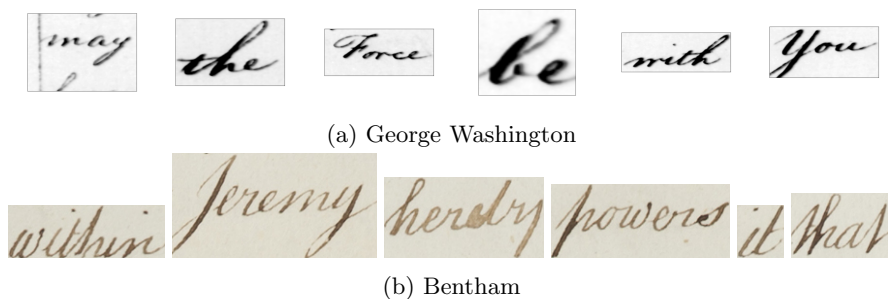 may the Force be with You
(a) George Washington
within Jeremy hereby powers it that
(b) Bentham